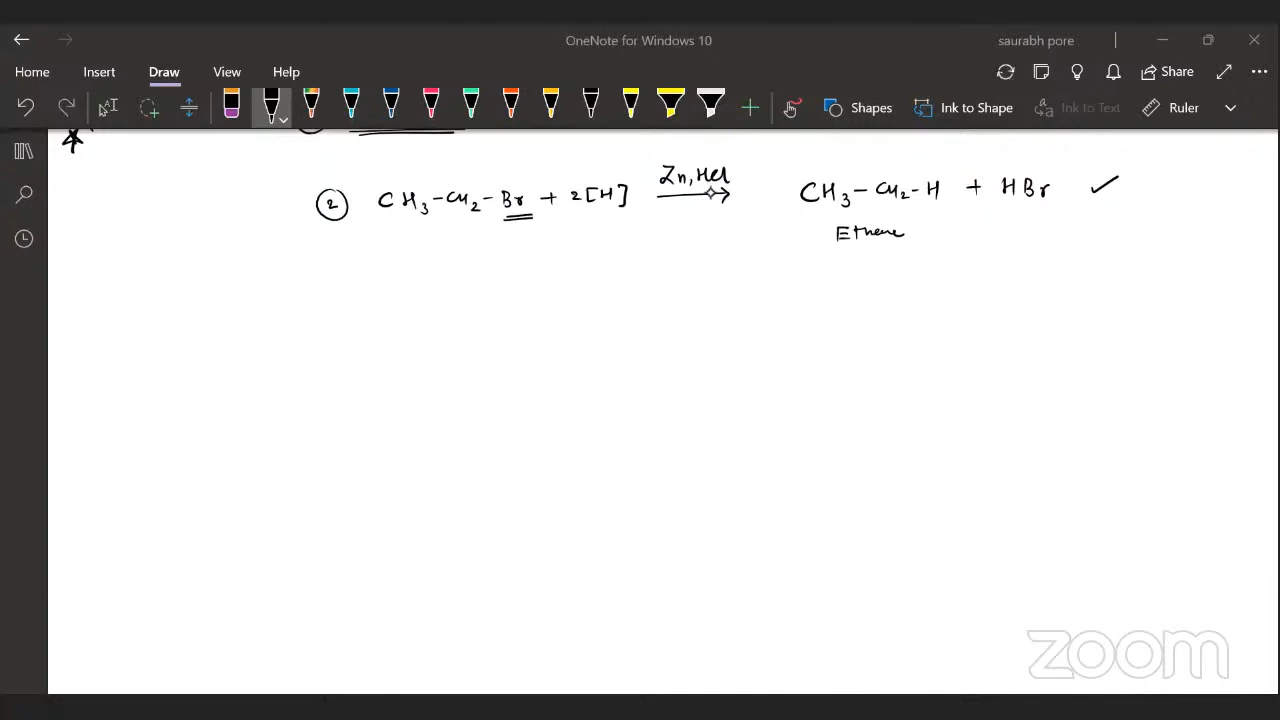 OneNote for Windows 10
saurabh pore
Home Insert Draw View Help
Share
Shapes Ink to Shape Ink to Text Ruler
② CH3-CH2-Br + 2[H] Zn, HCl → CH3-CH2-H + HBr ✓
Ethane
zoom